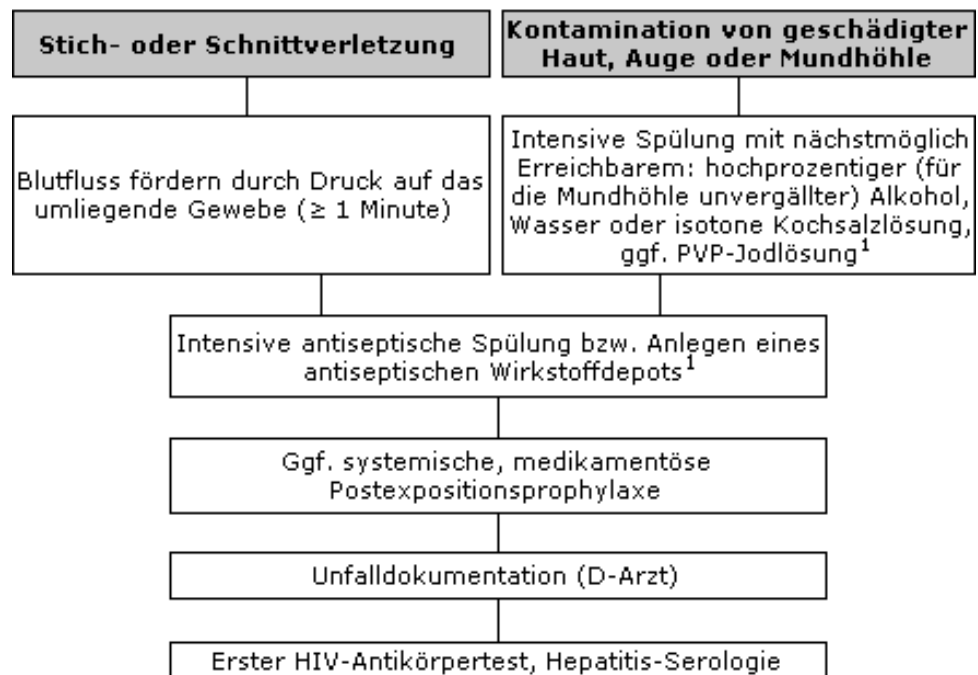 Stich- oder Schnittverletzung
Kontamination von geschädigter
Haut, Auge oder Mundhöhle
Blutfluss fördern durch Druck auf das
umliegende Gewebe (≥ 1 Minute)
Intensive Spülung mit nächstmöglich
Erreichbarem: hochprozentiger (für
die Mundhöhle unvergällter) Alkohol,
Wasser oder isotone Kochsalzlösung,
ggf. PVP-Jodlösung¹
Intensive antiseptische Spülung bzw. Anlegen eines
antiseptischen Wirkstoffdepots¹
Ggf. systemische, medikamentöse
Postexpositionsprophylaxe
Unfalldokumentation (D-Arzt)
Erster HIV-Antikörpertest, Hepatitis-Serologie